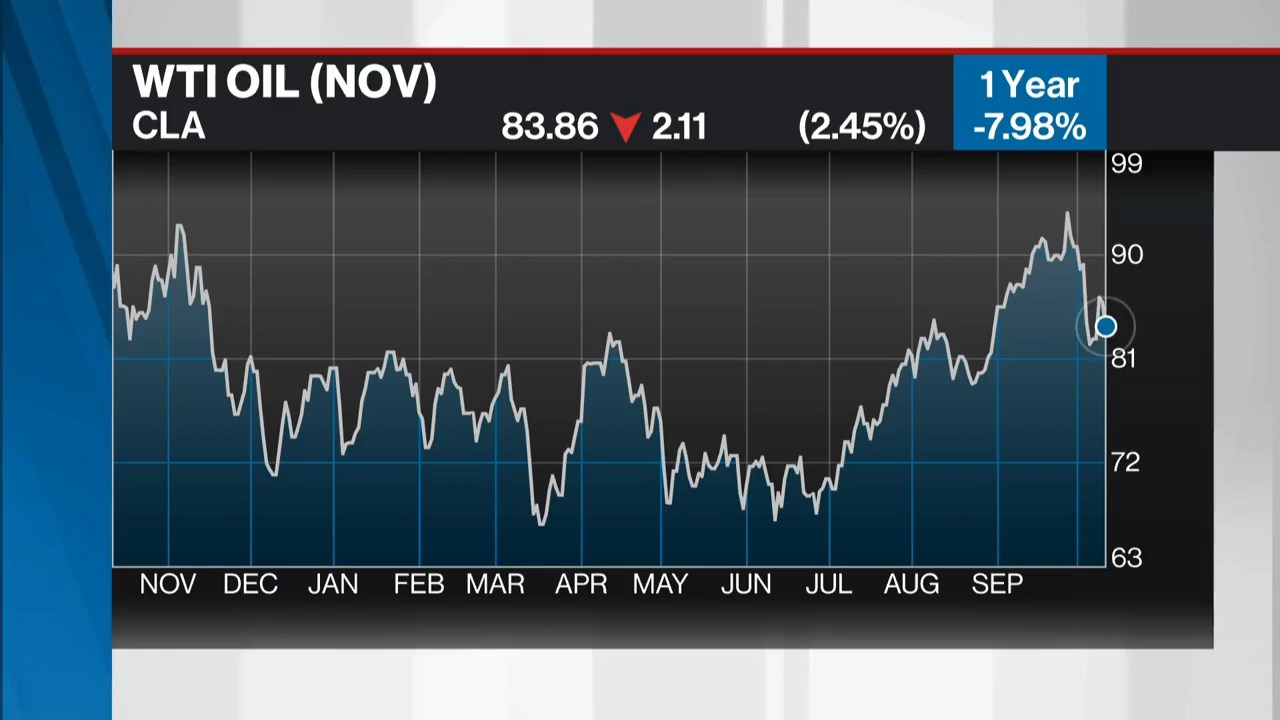 WTI OIL (NOV)
CLA 83.86 2.11 (2.45%)
1 Year
-7.98%
99
90
81
72
63
NOV DEC JAN FEB MAR APR MAY JUN JUL AUG SEP